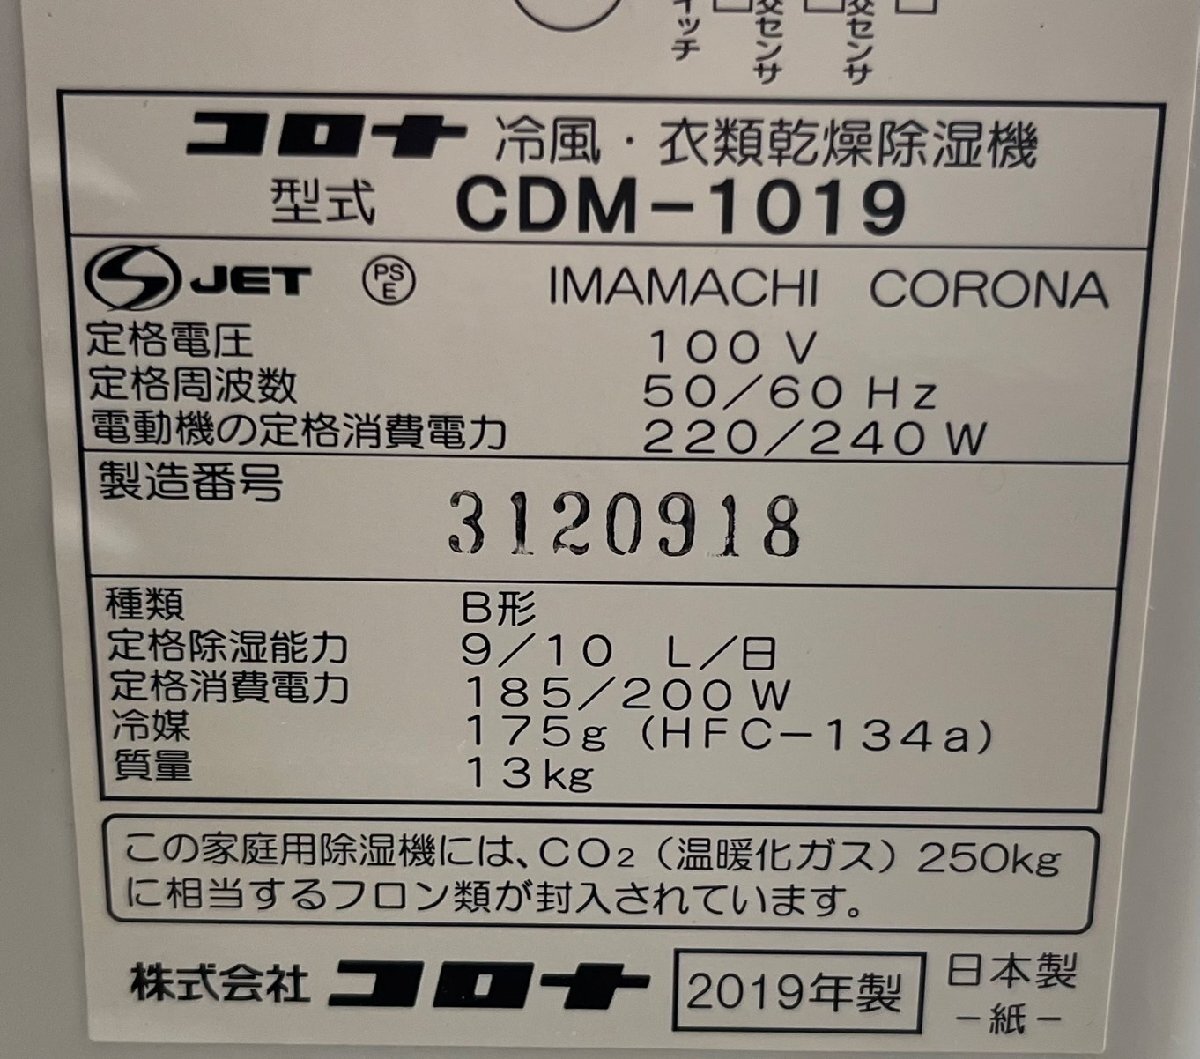 イッチ
交センサ
交センサ
コロナ 冷風・衣類乾燥除湿機
型式 CDM-1019
S JET PSE IMAMACHI CORONA
定格電圧 100 V
定格周波数 50/60 Hz
電動機の定格消費電力 220/240 W
製造番号 3120918
種類 B形
定格除湿能力 9/10 L/日
定格消費電力 185/200 W
冷媒 175g (HFC-134a)
質量 13kg
この家庭用除湿機には、CO₂(温暖化ガス)250kg
に相当するフロン類が封入されています。
株式会社 コロナ 2019年製 日本製
-紙-